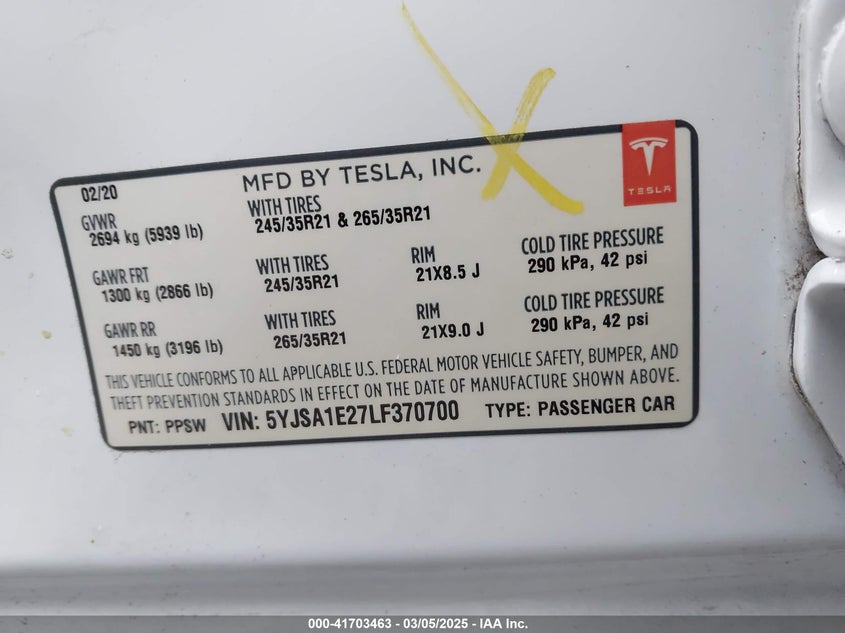 02/20 MFD BY TESLA, INC.
TESLA
GVWR WITH TIRES
2694 kg (5939 lb) 245/35R21 & 265/35R21
GAWR FRT WITH TIRES RIM COLD TIRE PRESSURE
1300 kg (2866 lb) 245/35R21 21X8.5 J 290 kPa, 42 psi
GAWR RR WITH TIRES RIM COLD TIRE PRESSURE
1450 kg (3196 lb) 265/35R21 21X9.0 J 290 kPa, 42 psi
THIS VEHICLE CONFORMS TO ALL APPLICABLE U.S. FEDERAL MOTOR VEHICLE SAFETY, BUMPER, AND
THEFT PREVENTION STANDARDS IN EFFECT ON THE DATE OF MANUFACTURE SHOWN ABOVE.
PNT: PPSW VIN: 5YJSA1E27LF370700 TYPE: PASSENGER CAR
000-41703463 - 03/05/2025 - IAA Inc.